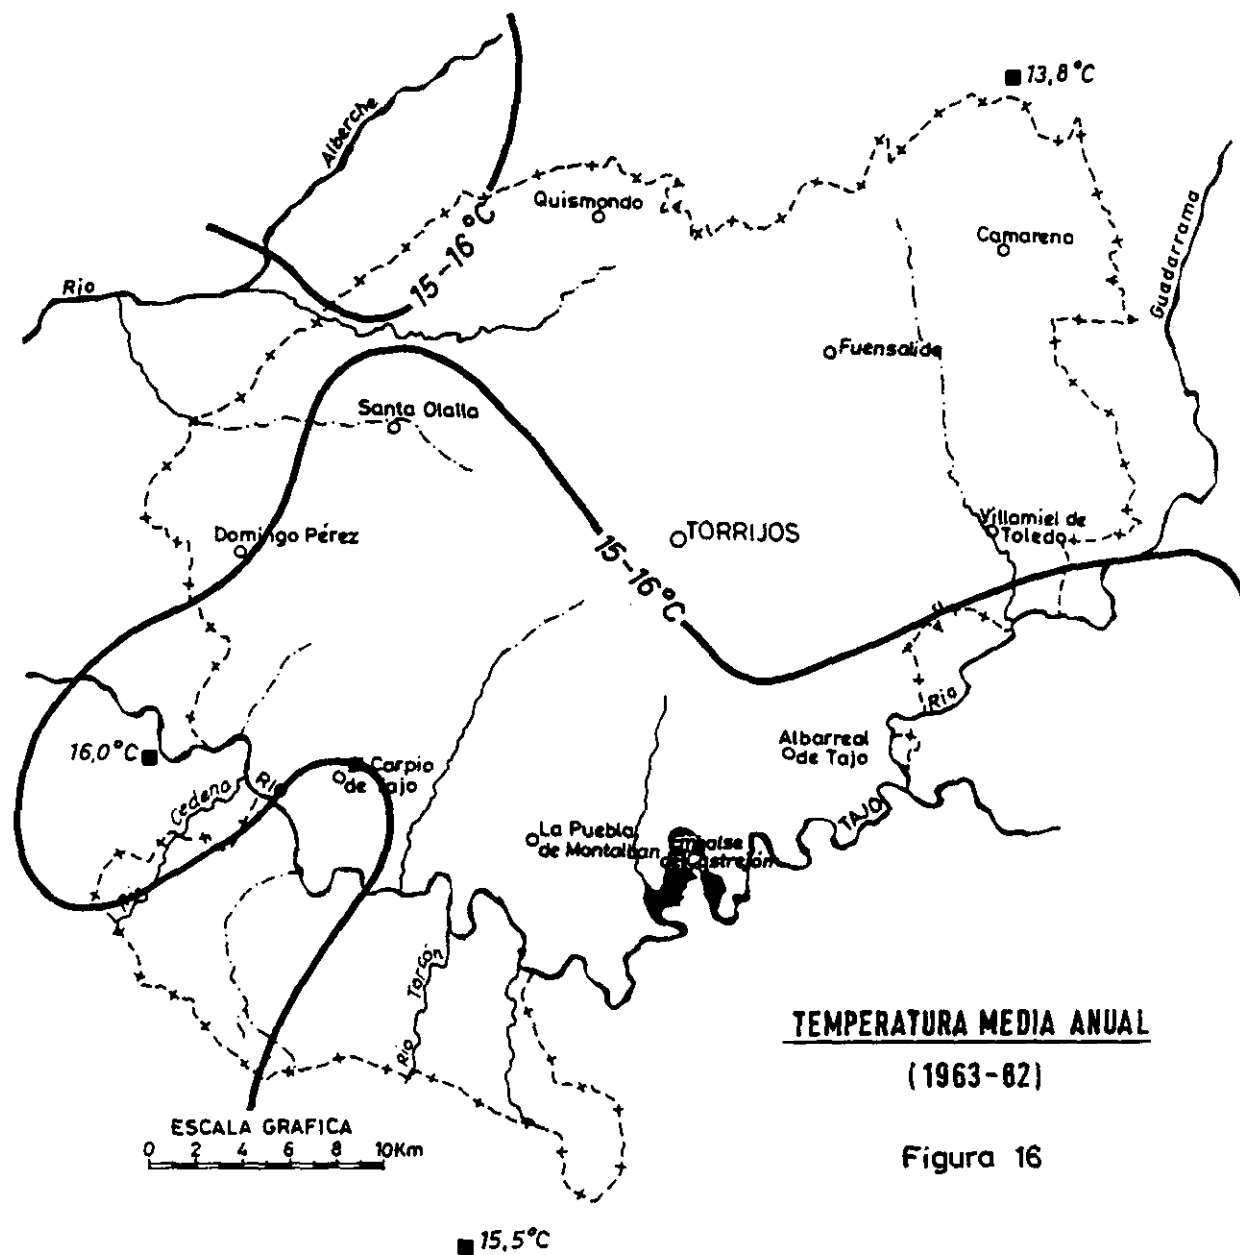 13,8°C
Alberche
Quismondo
Camarena
Guadarrama
15-16°C
Rio
Fuensalida
Santa Olalla
Villamiel de
Toledo
Domingo Pérez
TORRIJOS
15-16°C
Rio
Albarreal
de Tajo
16,0°C
Carpio
de Tajo
Rio
Cedena
TAJO
La Puebla
de Montalban
Embalse
de Castrejón
Rio
Torcón
Rio
TEMPERATURA MEDIA ANUAL
(1963-82)
Figura 16
ESCALA GRAFICA
0 2 4 6 8 10Km
15,5°C